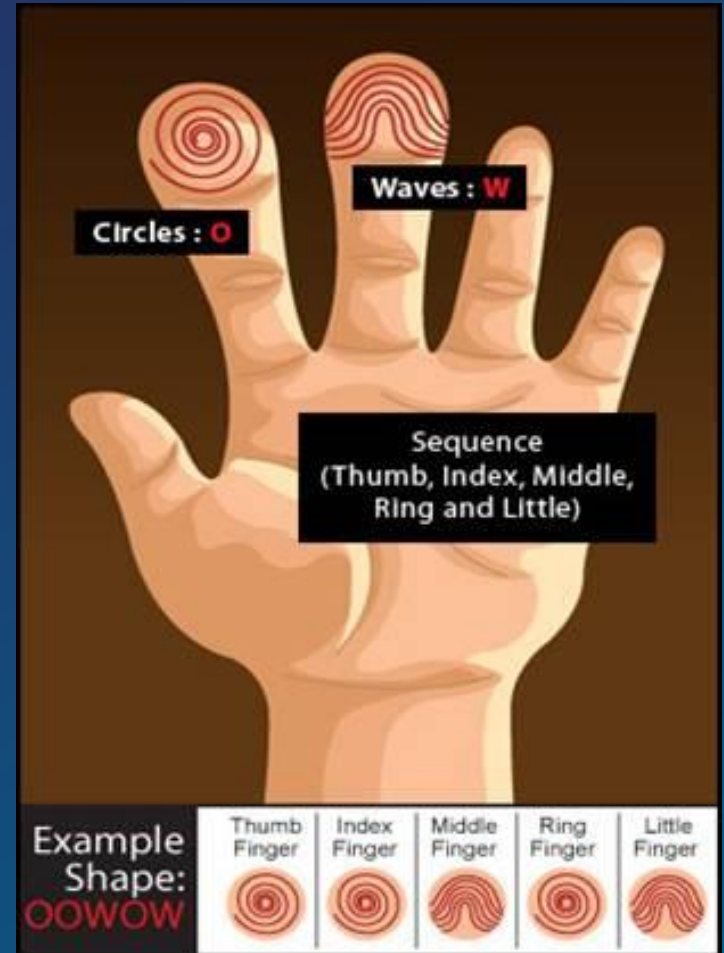 Waves : W
Circles : O
Sequence
(Thumb, Index, Middle,
Ring and Little)
Example
Shape:
OOWOW
Thumb
Finger
Index
Finger
Middle
Finger
Ring
Finger
Little
Finger